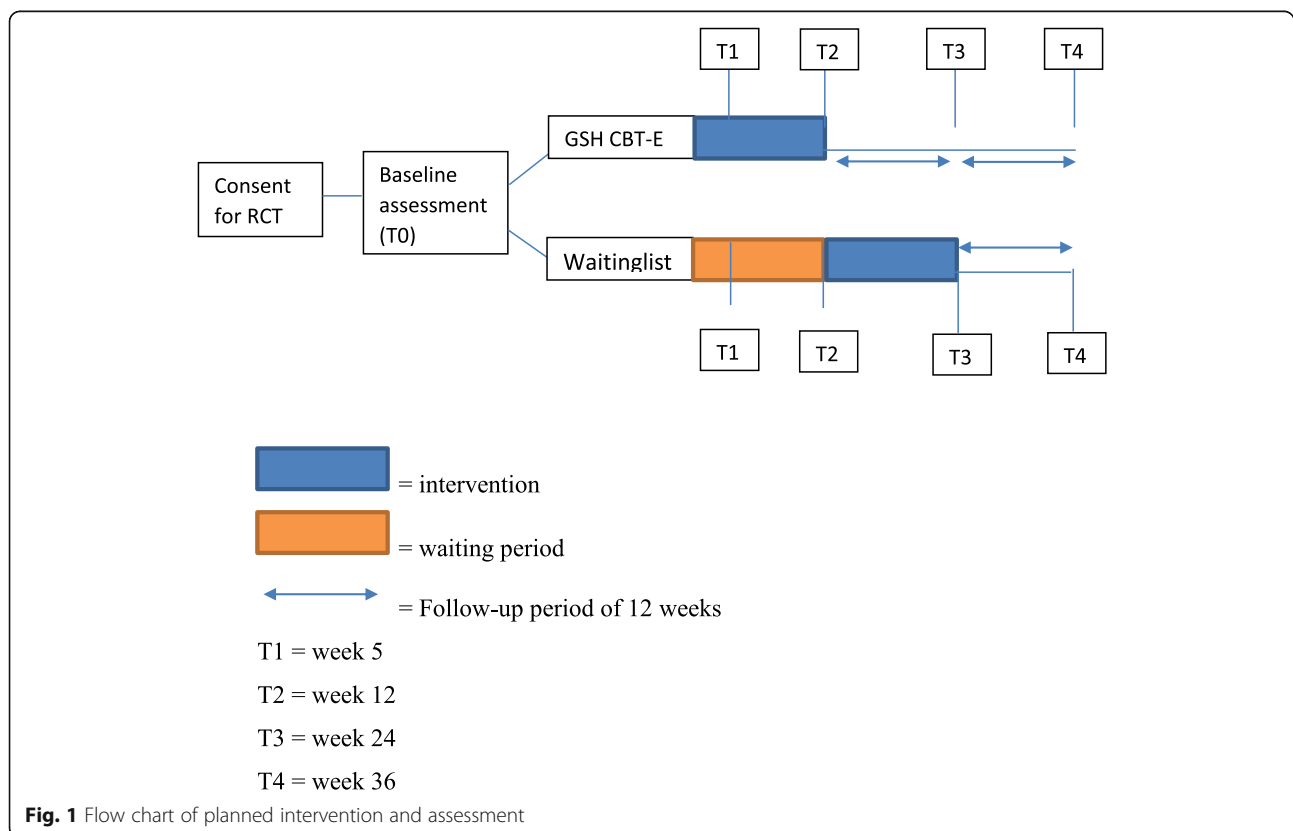 T1 T2 T3 T4
GSH CBT-E
Consent
for RCT
Baseline
assessment
(T0)
Waitinglist
T1 T2 T3 T4
= intervention
= waiting period
= Follow-up period of 12 weeks
T1 = week 5
T2 = week 12
T3 = week 24
T4 = week 36
Fig. 1 Flow chart of planned intervention and assessment